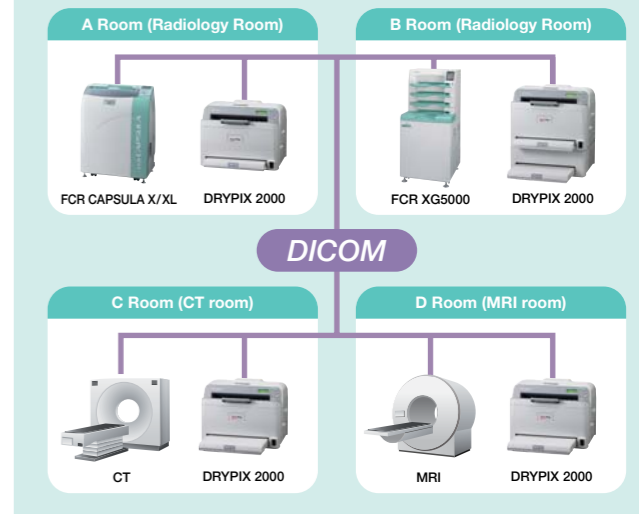 A Room (Radiology Room)
B Room (Radiology Room)
FCR CAPSULA X/XL
DRYPIX 2000
FCR XG5000
DRYPIX 2000
DICOM
C Room (CT room)
D Room (MRI room)
CT
DRYPIX 2000
MRI
DRYPIX 2000